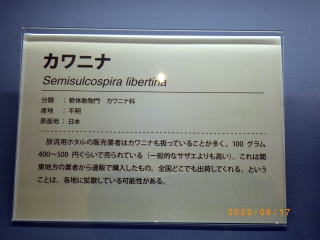 カワニナ
Semisulcospira libertina
分類 ：軟体動物門 カワニナ科
産地 ：不明
原産地：日本
放流用ホタルの販売業者はカワニナも扱っていることが多く、100 グラム
400～500 円ぐらいで売られている（一般的なサザエよりも高い）。これは関
東地方の業者から通販で購入したもの。全国どこでも出荷してくれる。という
ことは、各地に拡散している可能性がある。
2020/08/17